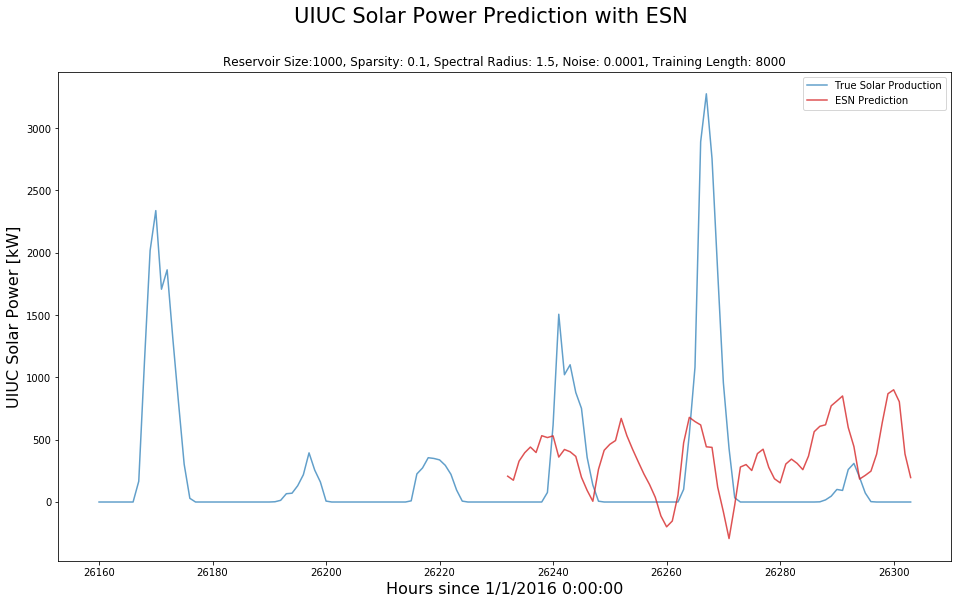 UIUC Solar Power Prediction with ESN
Reservoir Size:1000, Sparsity: 0.1, Spectral Radius: 1.5, Noise: 0.0001, Training Length: 8000
True Solar Production
ESN Prediction
UIUC Solar Power [kW]
3000
2500
2000
1500
1000
500
0
26160
26180
26200
26220
26240
26260
26280
26300
Hours since 1/1/2016 0:00:00